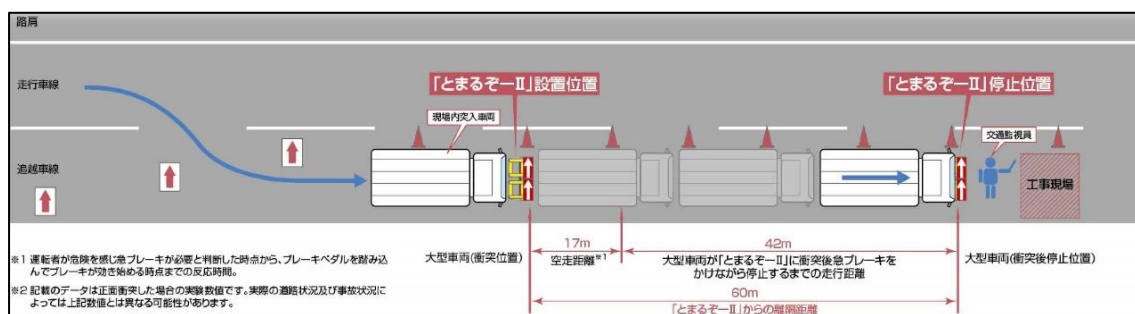 路肩
走行車線
「とまるぞーⅡ」設置位置
「とまるぞーⅡ」停止位置
現場内突入車両
交通監視員
追越車線
工事現場
※1 運転者が危険を感じ急ブレーキが必要と判断した時点から、ブレーキペダルを踏み込
んでブレーキが効き始める時点までの反応時間。
※2 記載のデータは正面衝突した場合の実験数値です。実際の道路状況及び事故状況に
よっては上記数値とは異なる可能性があります。
大型車両(衝突位置)
17m
空走距離※1
42m
大型車両が「とまるぞーⅡ」に衝突後急ブレーキを
かけながら停止するまでの走行距離
大型車両(衝突後停止位置)
60m
「とまるぞーⅡ」からの離隔距離